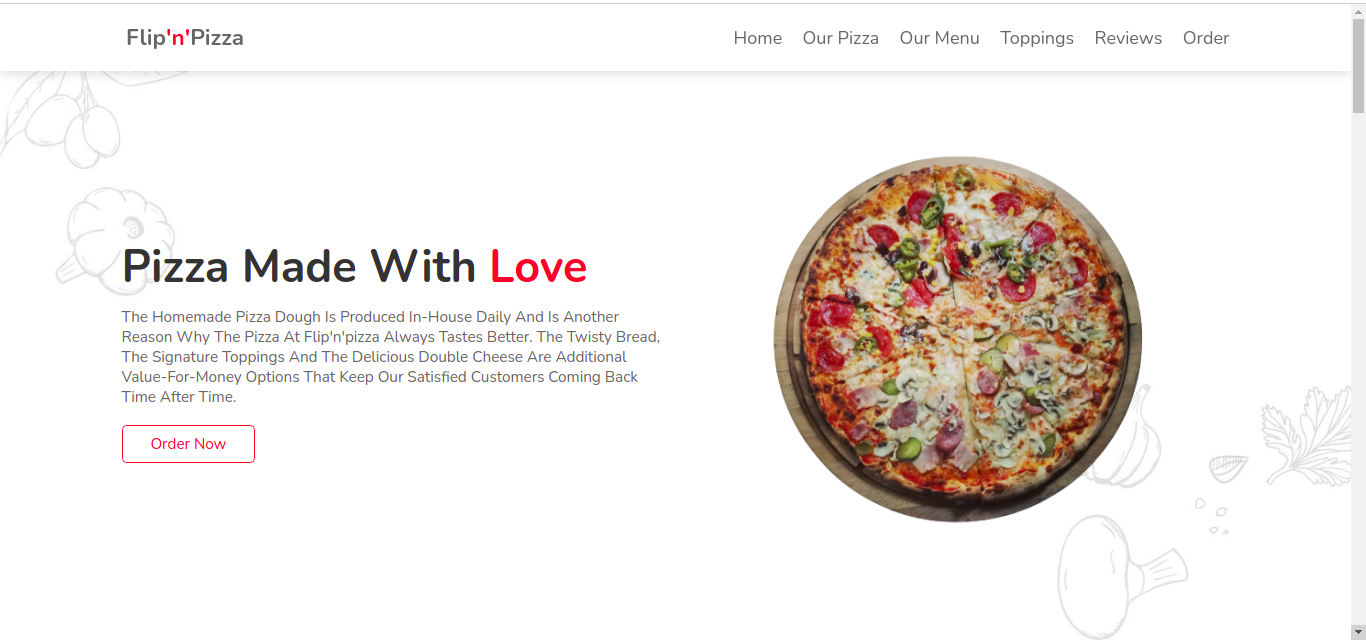 Flip'n'Pizza
Home Our Pizza Our Menu Toppings Reviews Order
Pizza Made With Love
The Homemade Pizza Dough Is Produced In-House Daily And Is Another
Reason Why The Pizza At Flip'n'pizza Always Tastes Better. The Twisty Bread,
The Signature Toppings And The Delicious Double Cheese Are Additional
Value-For-Money Options That Keep Our Satisfied Customers Coming Back
Time After Time.
Order Now